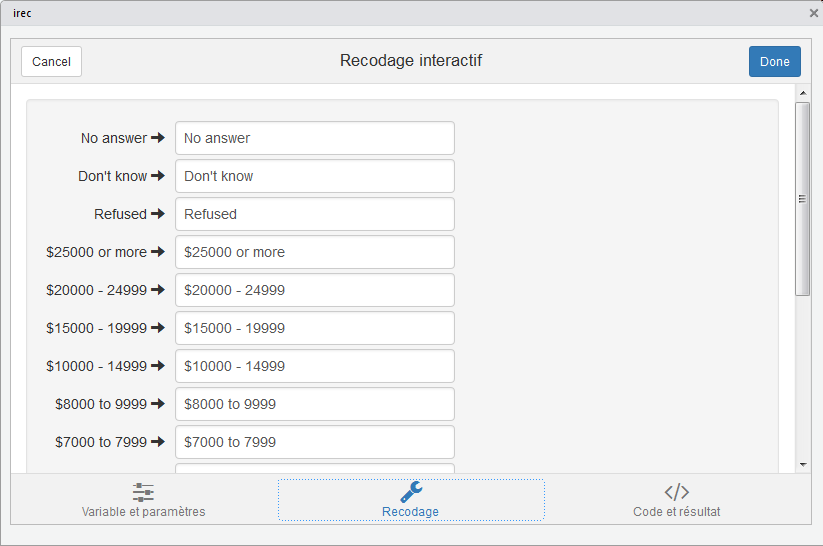 irec
Cancel Recodage interactif Done
No answer No answer
Don't know Don't know
Refused Refused
$25000 or more $25000 or more
$20000 - 24999 $20000 - 24999
$15000 - 19999 $15000 - 19999
$10000 - 14999 $10000 - 14999
$8000 to 9999 $8000 to 9999
$7000 to 7999 $7000 to 7999
Variable et paramètres Recodage Code et résultat